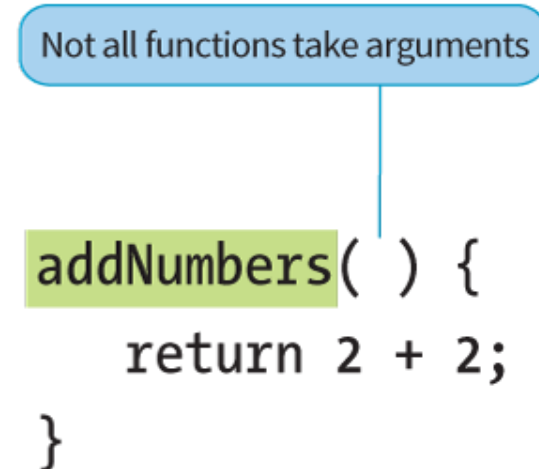 Not all functions take arguments
addNumbers( ) {
return 2 + 2;
}